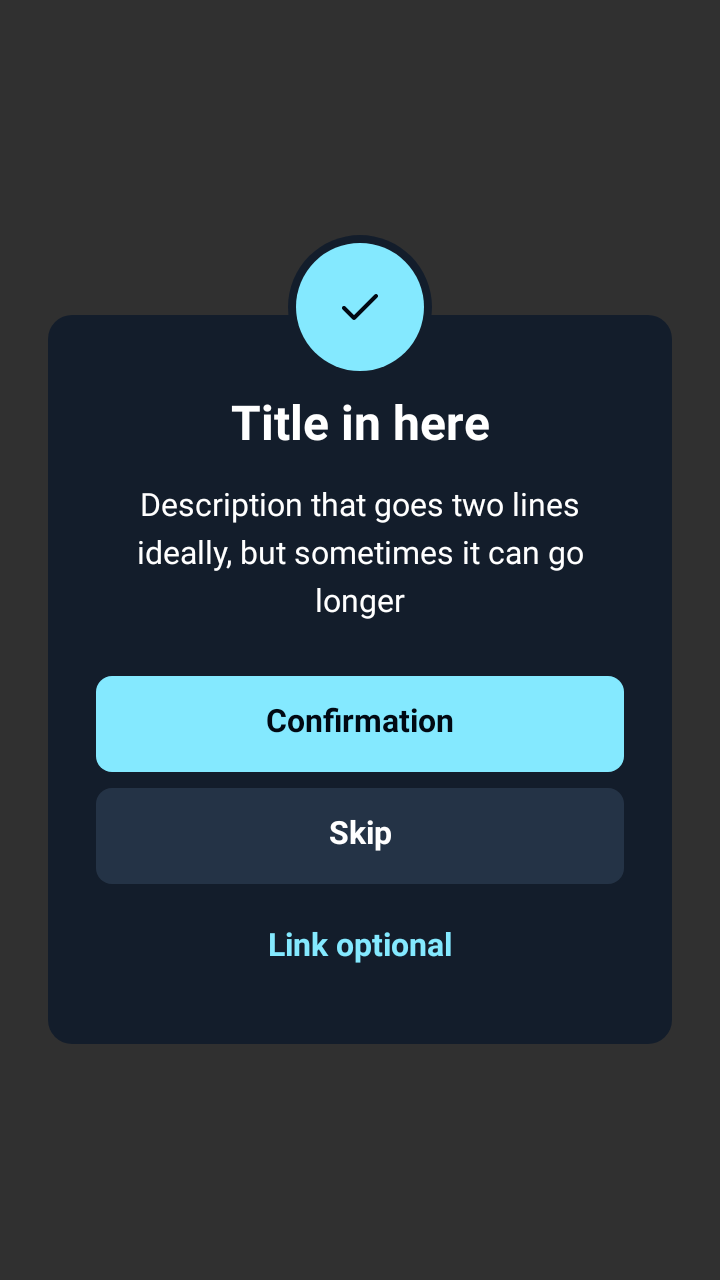 Title in here
Description that goes two lines
ideally, but sometimes it can go
longer
Confirmation
Skip
Link optional